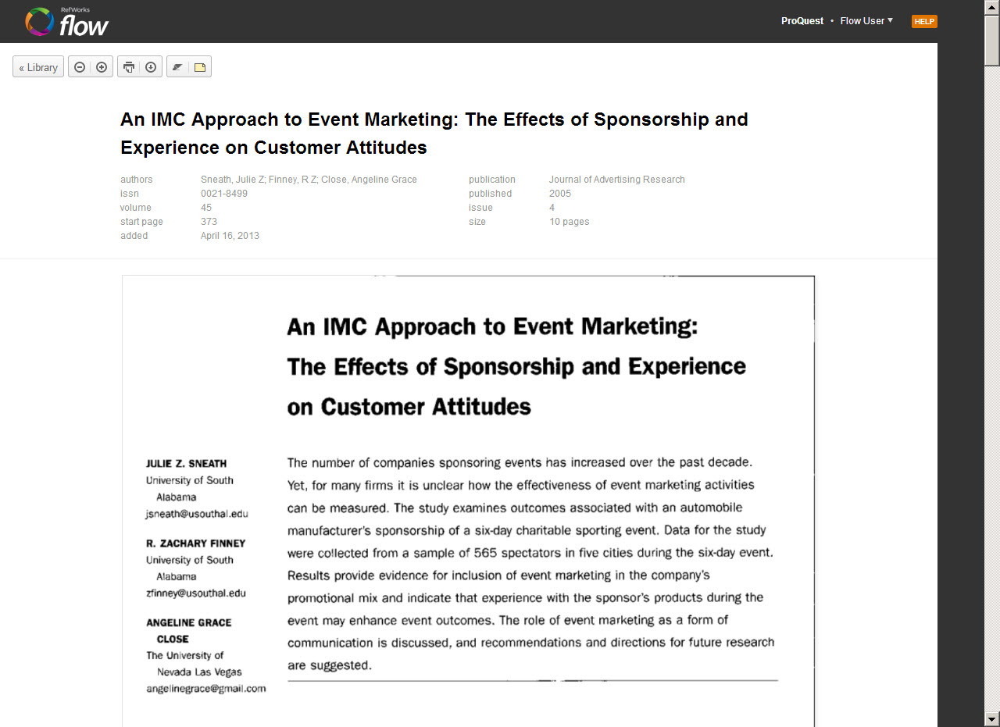 RefWorks
flow
ProQuest • Flow User ▼ HELP
« Library
An IMC Approach to Event Marketing: The Effects of Sponsorship and
Experience on Customer Attitudes
authors Sneath, Julie Z; Finney, R Z; Close, Angeline Grace publication Journal of Advertising Research
issn 0021-8499 published 2005
volume 45 issue 4
start page 373 size 10 pages
added April 16, 2013
An IMC Approach to Event Marketing:
The Effects of Sponsorship and Experience
on Customer Attitudes
JULIE Z. SNEATH
University of South
Alabama
jsneath@usouthal.edu
R. ZACHARY FINNEY
University of South
Alabama
zfinney@usouthal.edu
ANGELINE GRACE
CLOSE
The University of
Nevada Las Vegas
angelinegrace@gmail.com
The number of companies sponsoring events has increased over the past decade.
Yet, for many firms it is unclear how the effectiveness of event marketing activities
can be measured. The study examines outcomes associated with an automobile
manufacturer's sponsorship of a six-day charitable sporting event. Data for the study
were collected from a sample of 565 spectators in five cities during the six-day event.
Results provide evidence for inclusion of event marketing in the company's
promotional mix and indicate that experience with the sponsor's products during the
event may enhance event outcomes. The role of event marketing as a form of
communication is discussed, and recommendations and directions for future research
are suggested.